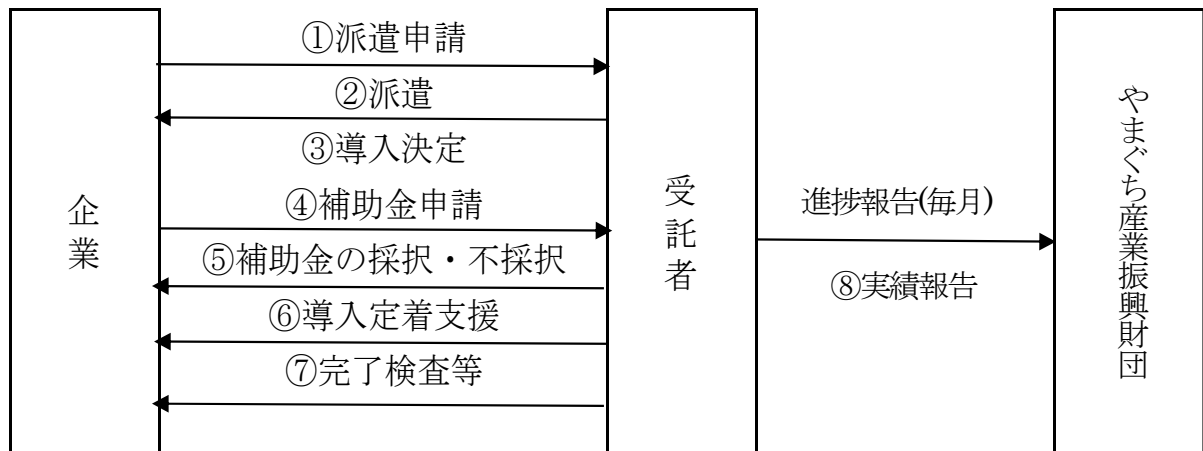 企業
①派遣申請
②派遣
③導入決定
④補助金申請
⑤補助金の採択・不採択
⑥導入定着支援
⑦完了検査等
受託者
進捗報告(毎月)
⑧実績報告
やまぐち産業振興財団